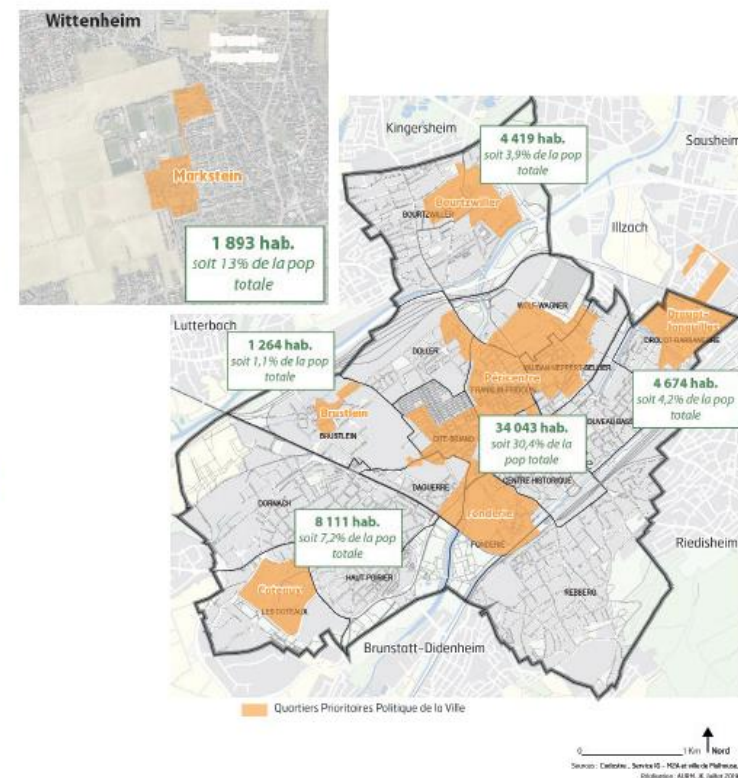 Wittenheim
Markstein
1 893 hab.
soit 13% de la pop
totale
Kingersheim
4 419 hab.
soit 3,9% de la pop
totale
Sausheim
Bourtzwiller
BOURTZWILLER
Illzach
Lutterbach
WOLF-WAGNER
Drouot-
Jonquilles
1 264 hab.
soit 1,1% de la pop
totale
DOLLER
Péricentre
4 674 hab.
soit 4,2% de la pop
totale
Brustlein
BRUSTLEIN
CITE-BRIAND
34 043 hab.
soit 30,4% de la
pop totale
DAGUERRE
CENTRE HISTORIQUE
DORNACH
Fonderie
FONDERIE
8 111 hab.
soit 7,2% de la pop
totale
Riedisheim
HAUT-POIRIER
Coteaux
LES COTEAUX
REBBERG
Brunstatt-Didenheim
Quartiers Prioritaires Politique de la Ville
0 1 Km Nord